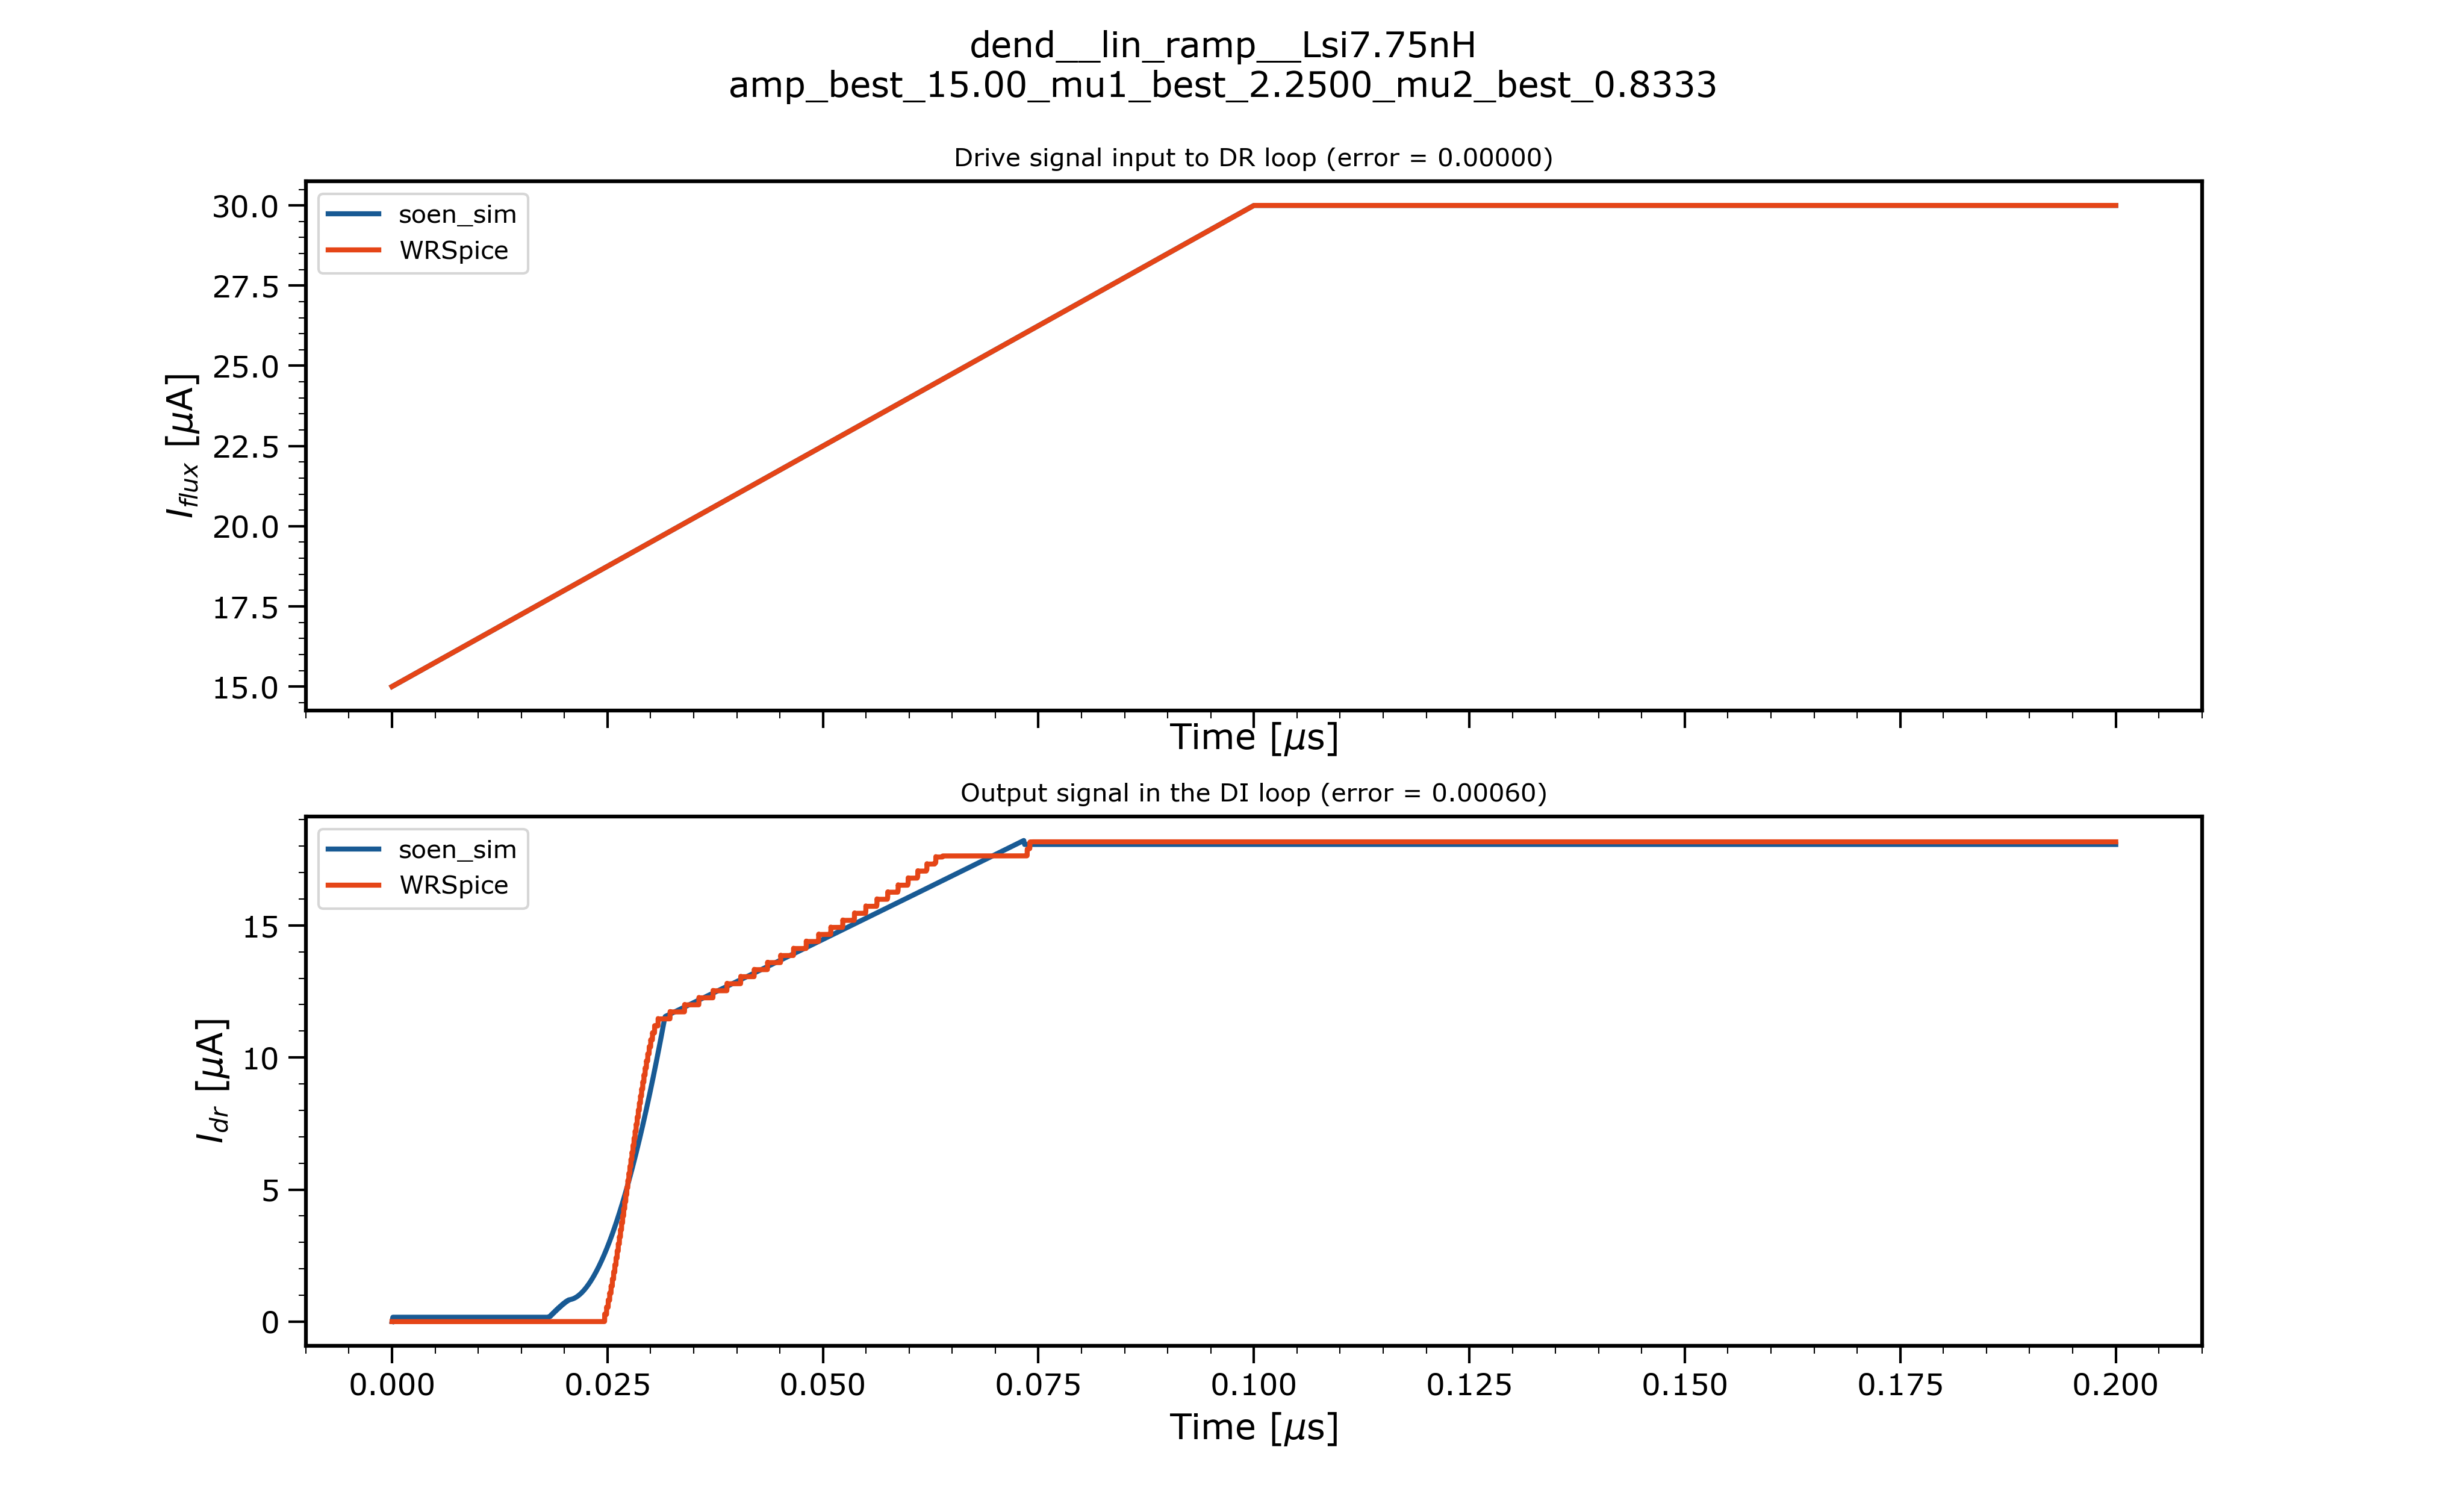 dend__lin_ramp__Lsi7.75nH
amp_best_15.00_mu1_best_2.2500_mu2_best_0.8333
Drive signal input to DR loop (error = 0.00000)
soen_sim
WRSpice
30.0
27.5
25.0
22.5
20.0
17.5
15.0
I_flux [μA]
Time [μs]
Output signal in the DI loop (error = 0.00060)
soen_sim
WRSpice
15
10
5
0
I_dr [μA]
0.000 0.025 0.050 0.075 0.100 0.125 0.150 0.175 0.200
Time [μs]